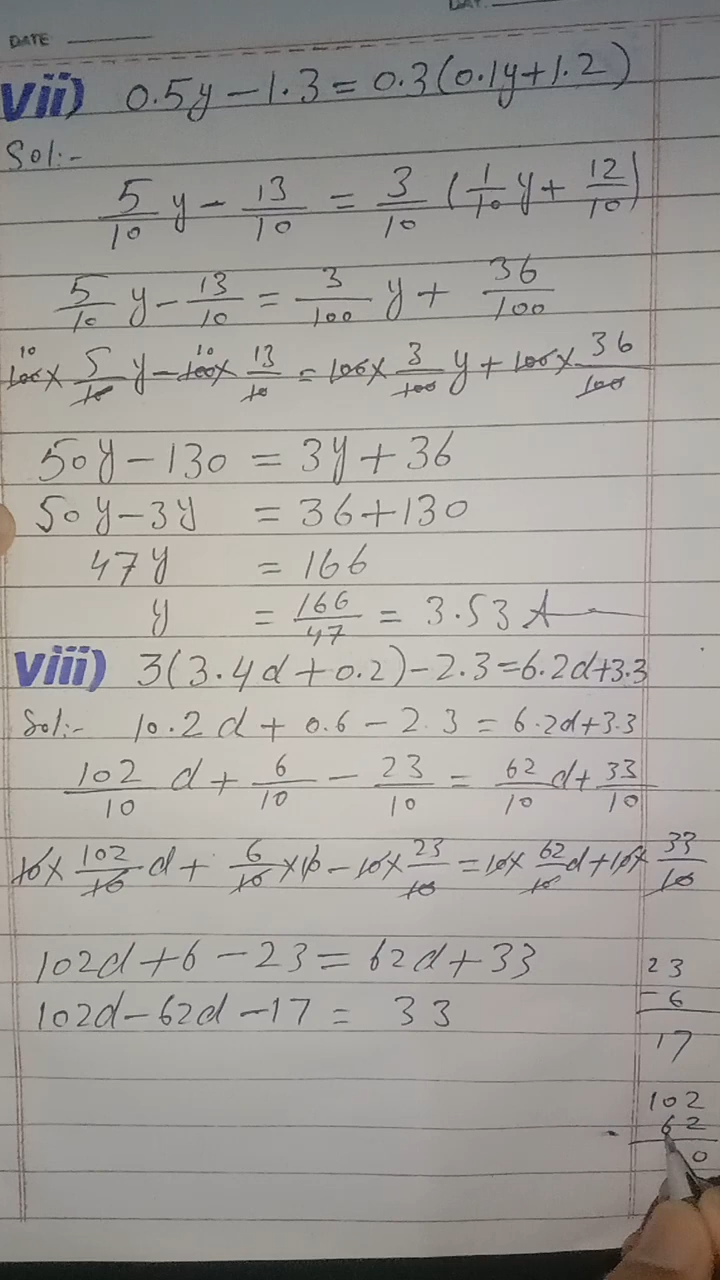 DATE
vii) 0.5y - 1.3 = 0.3(0.1y + 1.2)
Sol:-
5/10 y - 13/10 = 3/10 (1/10 y + 12/10)
5/10 y - 13/10 = 3/100 y + 36/100
10 10
100 × 5/10 y - 100 × 13/10 = 100 × 3/100 y + 100 × 36/100
50y - 130 = 3y + 36
50y - 3y = 36 + 130
47y = 166
y = 166/47 = 3.53 A
viii) 3(3.4d + 0.2) - 2.3 = 6.2d + 3.3
Sol:- 10.2d + 0.6 - 2.3 = 6.2d + 3.3
102/10 d + 6/10 - 23/10 = 62/10 d + 33/10
10 × 102/10 d + 6/10 × 10 - 10 × 23/10 = 10 × 62/10 d + 10 × 33/10
102d + 6 - 23 = 62d + 33
102d - 62d - 17 = 33
23
- 6
17
102
- 62
0